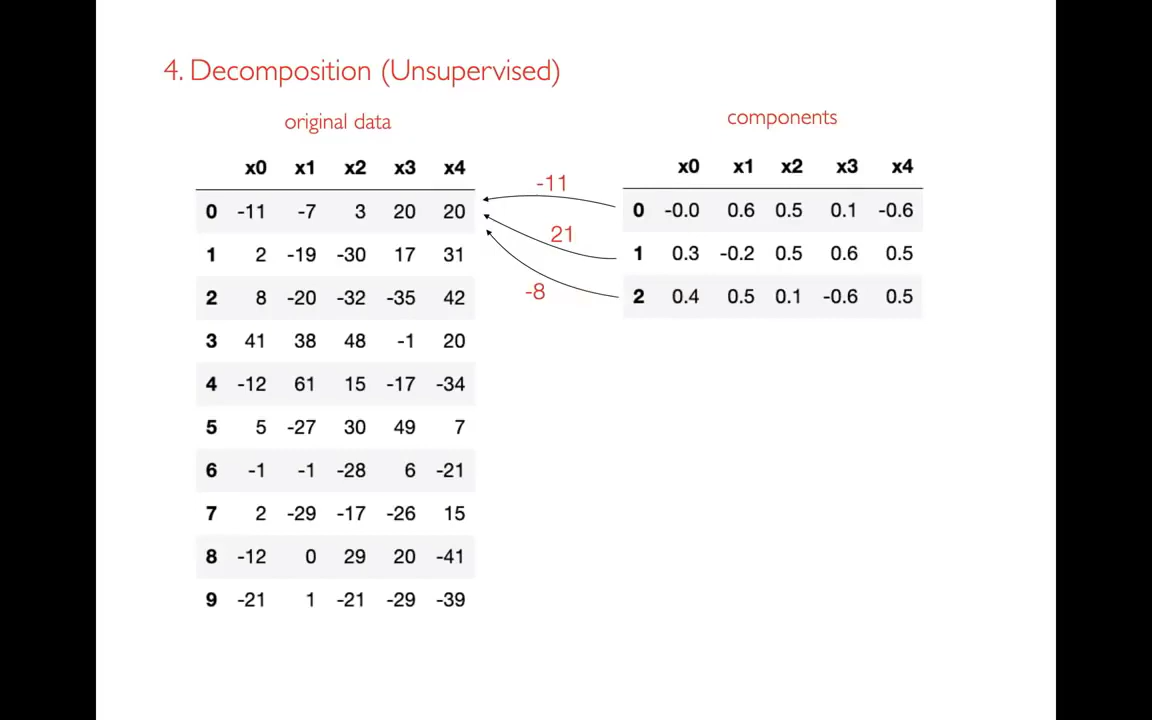 4. Decomposition (Unsupervised)
original data
x0 x1 x2 x3 x4
0 -11 -7 3 20 20
1 2 -19 -30 17 31
2 8 -20 -32 -35 42
3 41 38 48 -1 20
4 -12 61 15 -17 -34
5 5 -27 30 49 7
6 -1 -1 -28 6 -21
7 2 -29 -17 -26 15
8 -12 0 29 20 -41
9 -21 1 -21 -29 -39
-11
21
-8
components
x0 x1 x2 x3 x4
0 -0.0 0.6 0.5 0.1 -0.6
1 0.3 -0.2 0.5 0.6 0.5
2 0.4 0.5 0.1 -0.6 0.5